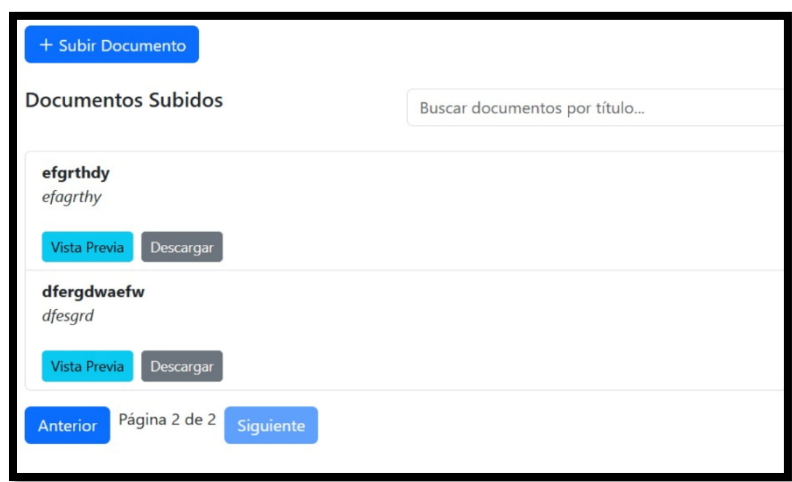 + Subir Documento
Documentos Subidos
Buscar documentos por título...
efgrthdy
efagrthy
Vista Previa Descargar
dfergdwaefw
dfesgrd
Vista Previa Descargar
Anterior Página 2 de 2 Siguiente